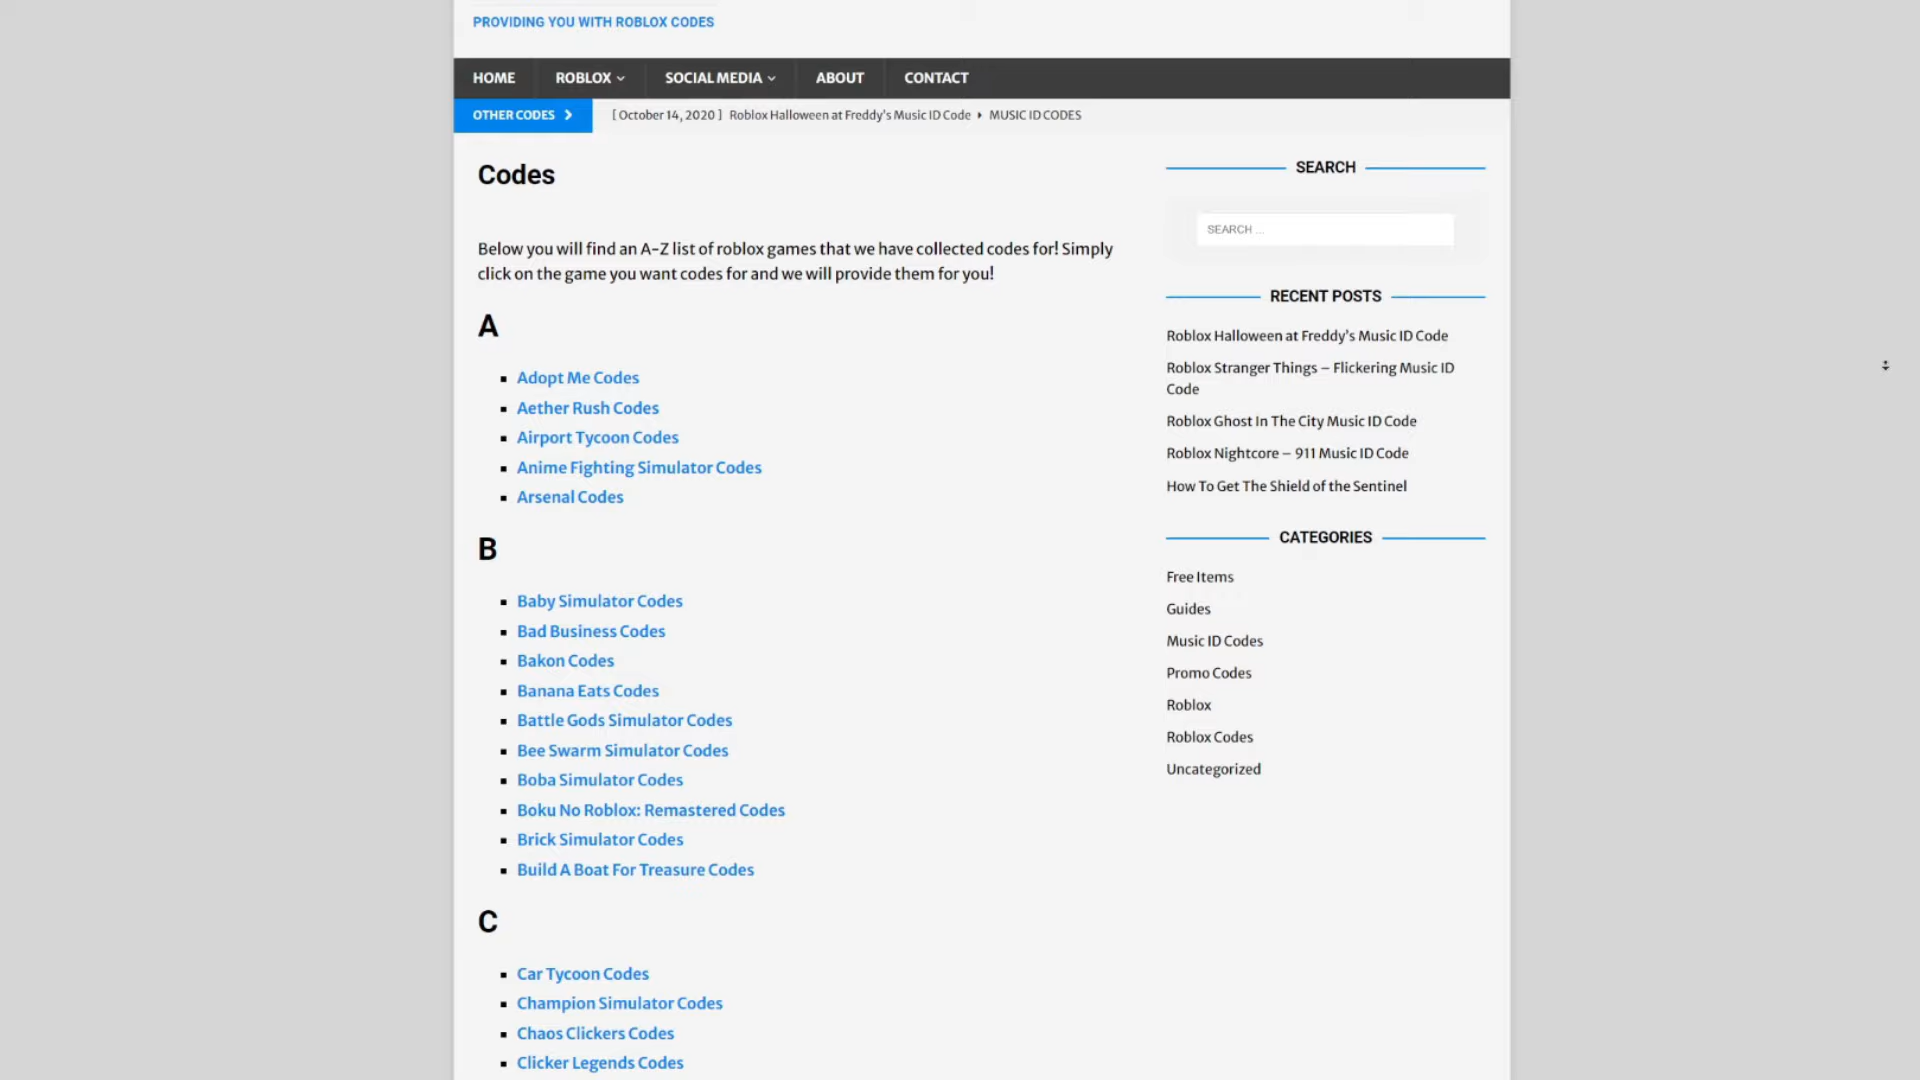 PROVIDING YOU WITH ROBLOX CODES
HOME ROBLOX SOCIAL MEDIA ABOUT CONTACT
OTHER CODES [ October 14, 2020 ] Roblox Halloween at Freddy's Music ID Code MUSIC ID CODES
Codes
Below you will find an A-Z list of roblox games that we have collected codes for! Simply
click on the game you want codes for and we will provide them for you!
A
Adopt Me Codes
Aether Rush Codes
Airport Tycoon Codes
Anime Fighting Simulator Codes
Arsenal Codes
B
Baby Simulator Codes
Bad Business Codes
Bakon Codes
Banana Eats Codes
Battle Gods Simulator Codes
Bee Swarm Simulator Codes
Boba Simulator Codes
Boku No Roblox: Remastered Codes
Brick Simulator Codes
Build A Boat For Treasure Codes
C
Car Tycoon Codes
Champion Simulator Codes
Chaos Clickers Codes
Clicker Legends Codes
SEARCH
SEARCH ...
RECENT POSTS
Roblox Halloween at Freddy's Music ID Code
Roblox Stranger Things – Flickering Music ID
Code
Roblox Ghost In The City Music ID Code
Roblox Nightcore – 911 Music ID Code
How To Get The Shield of the Sentinel
CATEGORIES
Free Items
Guides
Music ID Codes
Promo Codes
Roblox
Roblox Codes
Uncategorized